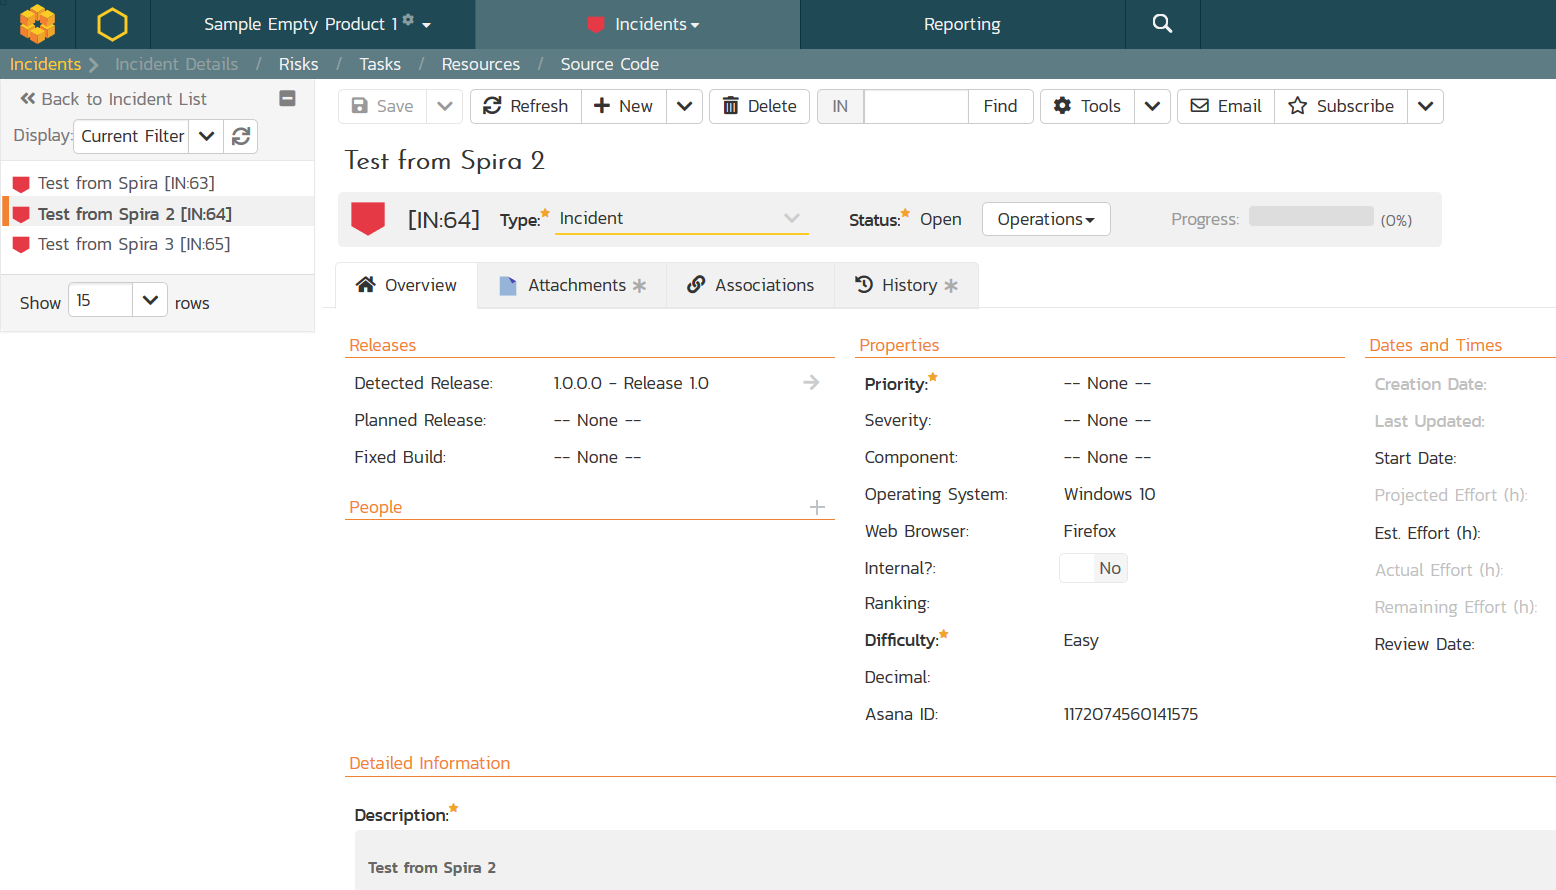 Sample Empty Product 1 Incidents Reporting
Incidents Incident Details / Risks / Tasks / Resources / Source Code
Back to Incident List
Display: Current Filter
Test from Spira [IN:63]
Test from Spira 2 [IN:64]
Test from Spira 3 [IN:65]
Show 15 rows
Save Refresh New Delete IN Find Tools Email Subscribe
Test from Spira 2
[IN:64] Type: Incident Status: Open Operations Progress: (0%)
Overview Attachments Associations History
Releases
Detected Release: 1.0.0.0 - Release 1.0
Planned Release: -- None --
Fixed Build: -- None --
People
Properties
Priority: -- None --
Severity: -- None --
Component: -- None --
Operating System: Windows 10
Web Browser: Firefox
Internal?: No
Ranking:
Difficulty: Easy
Decimal:
Asana ID: 1172074560141575
Dates and Times
Creation Date:
Last Updated:
Start Date:
Projected Effort (h):
Est. Effort (h):
Actual Effort (h):
Remaining Effort (h):
Review Date:
Detailed Information
Description:
Test from Spira 2